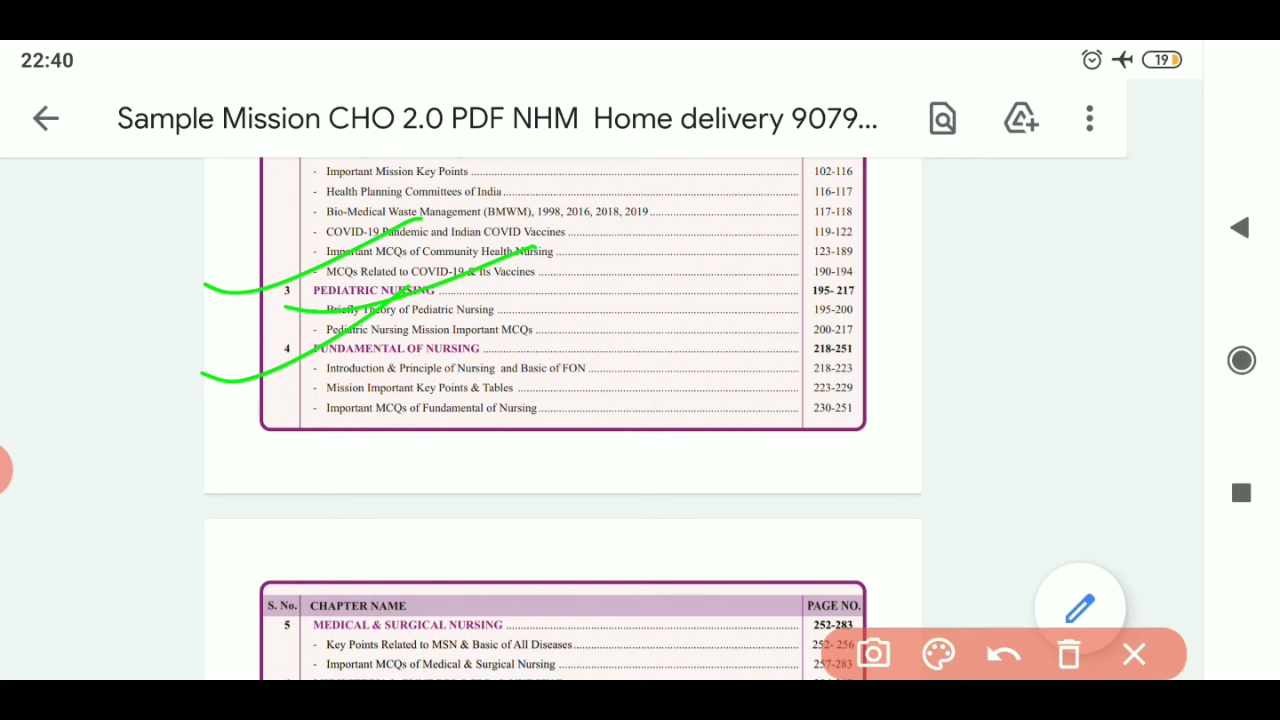 22:40
19
Sample Mission CHO 2.0 PDF NHM Home delivery 9079...
- Important Mission Key Points ........ 102-116
- Health Planning Committees of India ........ 116-117
- Bio-Medical Waste Management (BMWM), 1998, 2016, 2018, 2019 ........ 117-118
- COVID-19 Pandemic and Indian COVID Vaccines ........ 119-122
- Important MCQs of Community Health Nursing ........ 123-189
- MCQs Related to COVID-19 & Its Vaccines ........ 190-194
3 PEDIATRIC NURSING ........ 195- 217
- Briefly Theory of Pediatric Nursing ........ 195-200
- Pediatric Nursing Mission Important MCQs ........ 200-217
4 FUNDAMENTAL OF NURSING ........ 218-251
- Introduction & Principle of Nursing and Basic of FON ........ 218-223
- Mission Important Key Points & Tables ........ 223-229
- Important MCQs of Fundamental of Nursing ........ 230-251
S. No. CHAPTER NAME PAGE NO.
5 MEDICAL & SURGICAL NURSING ........ 252-283
- Key Points Related to MSN & Basic of All Diseases ........ 252- 256
- Important MCQs of Medical & Surgical Nursing ........ 257-283